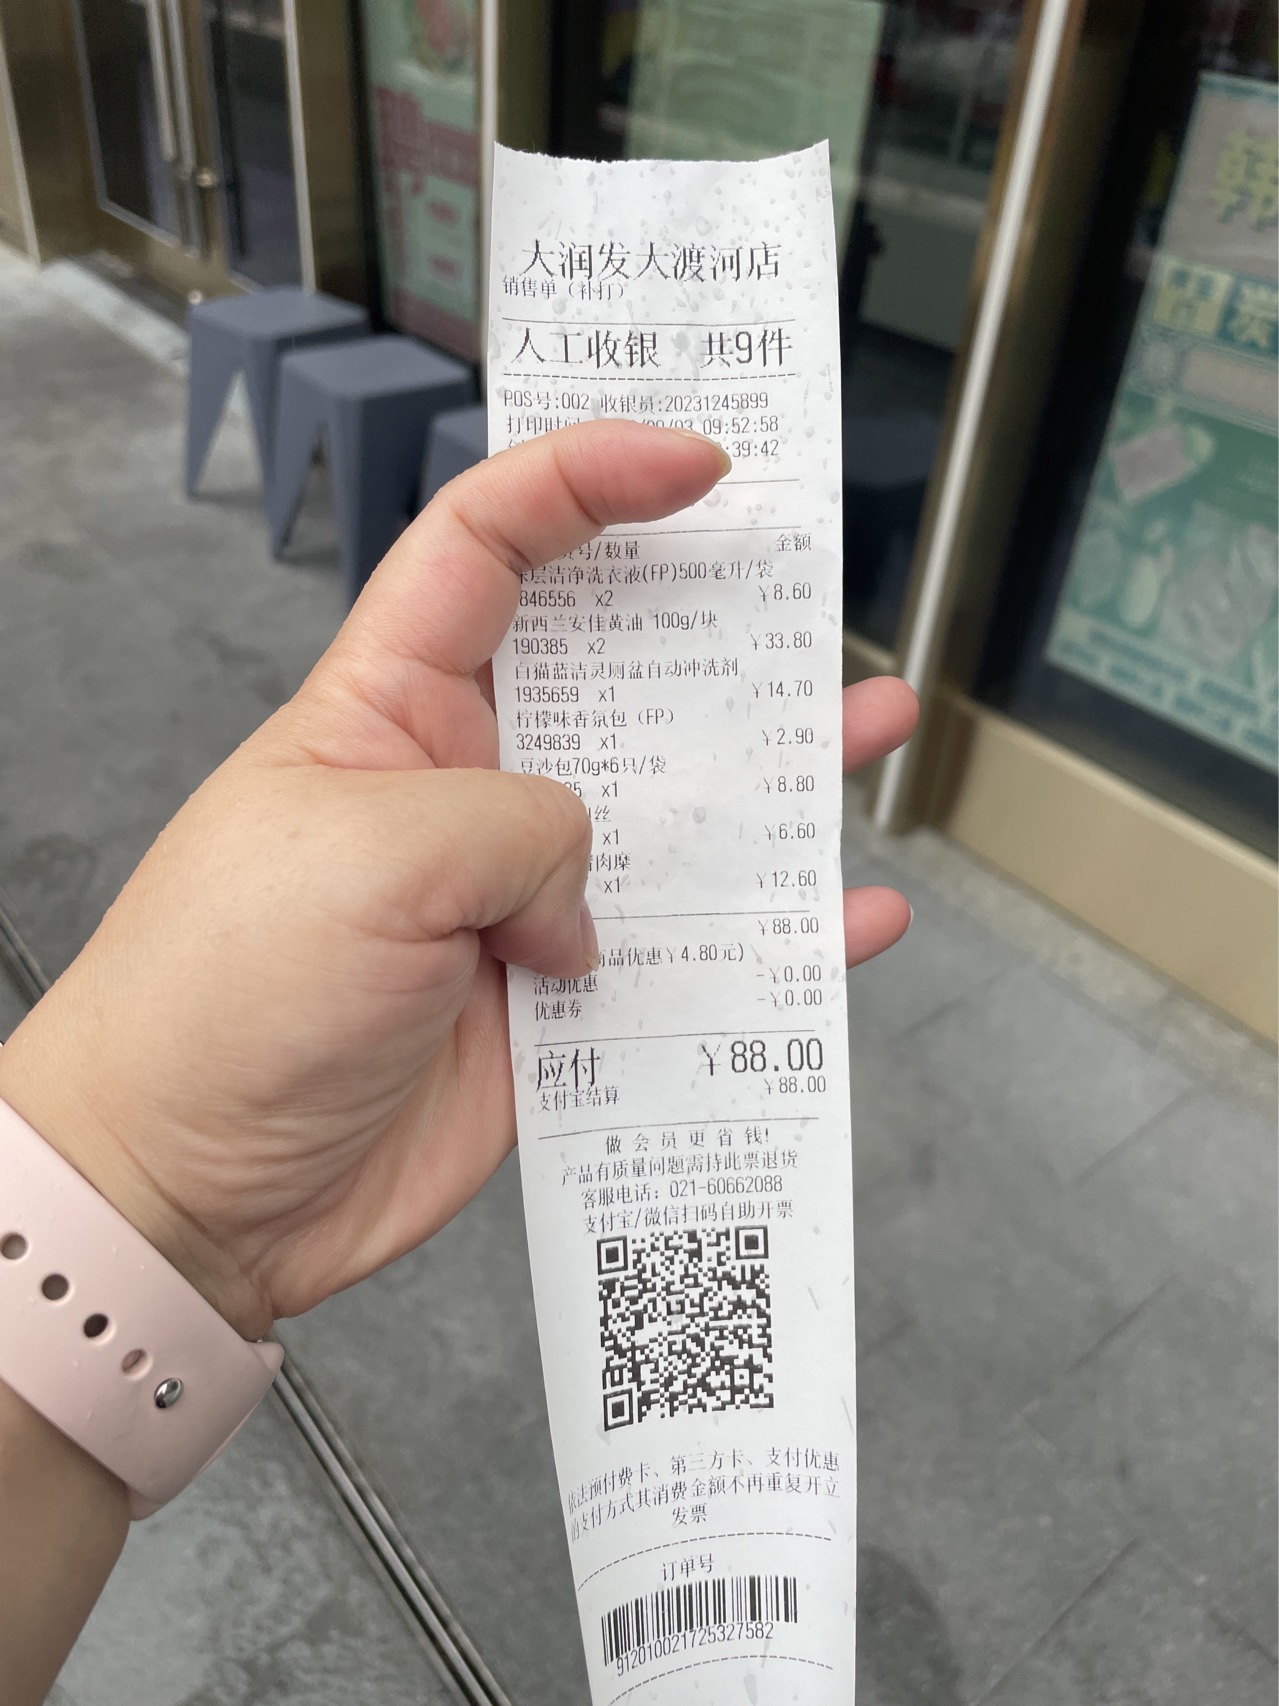 大润发大渡河店
销售单（补打）
人工收银 共9件
POS号:002 收银员:20231245899
打印时间 09:52:58
:39:42
号/数量 金额
层洁净洗衣液(FP)500毫升/袋
846556 x2 ￥8.60
新西兰安佳黄油 100g/块
190385 x2 ￥33.80
白猫蓝洁灵厕盆自动冲洗剂
1935659 x1 ￥14.70
柠檬味香氛包（FP）
3249839 x1 ￥2.90
豆沙包70g*6只/袋
x1 ￥8.80
丝
x1 ￥6.60
肉糜
x1 ￥12.60
￥88.00
商品优惠￥4.80元)
活动优惠 -￥0.00
优惠券 -￥0.00
应付 ￥88.00
支付宝结算 ￥88.00
做会员更省钱!
产品有质量问题需持此票退货
客服电话: 021-60662088
支付宝/微信扫码自助开票
依法预付费卡、第三方卡、支付优惠
的支付方式其消费金额不再重复开立
发票
订单号
912010021725327582